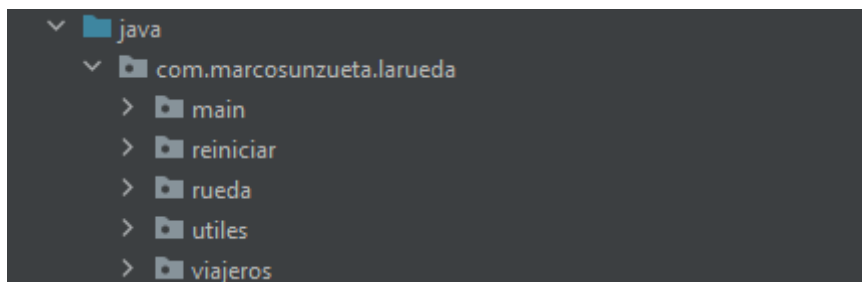 java
com.marcosunzueta.larueda
main
reiniciar
rueda
utiles
viajeros